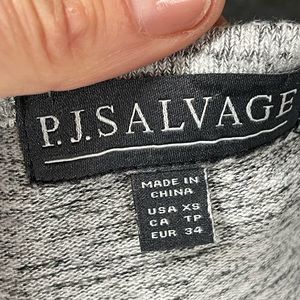 P.J.SALVAGE
MADE IN
CHINA
USA XS
CA TP
EUR 34